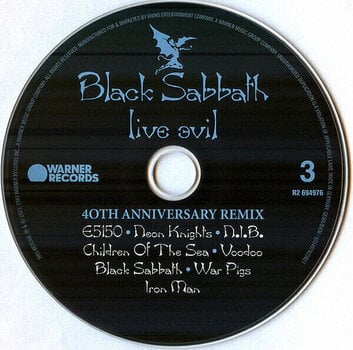 Black Sabbath
live evil
WARNER
RECORDS
3
R2 694976
40TH ANNIVERSARY REMIX
E5150 • Neon Knights • N.I.B.
Children Of The Sea • Voodoo
Black Sabbath • War Pigs
Iron Man